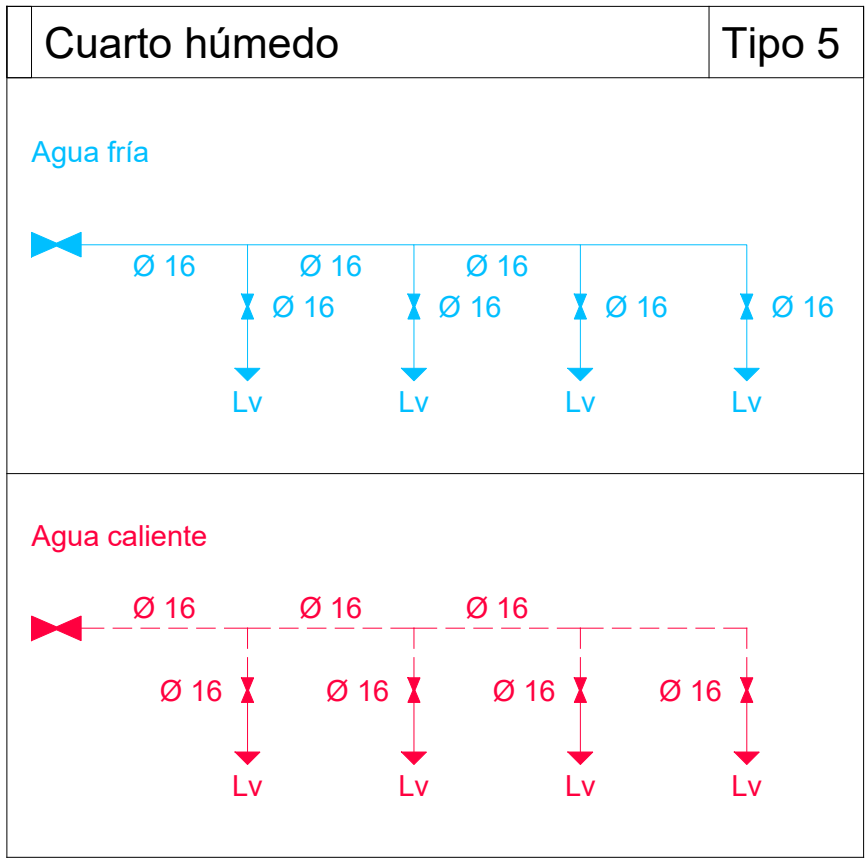 Cuarto húmedo
Tipo 5
Agua fría
Ø 16 Ø 16 Ø 16
Ø 16 Ø 16 Ø 16 Ø 16
Lv Lv Lv Lv
Agua caliente
Ø 16 Ø 16 Ø 16
Ø 16 Ø 16 Ø 16 Ø 16
Lv Lv Lv Lv